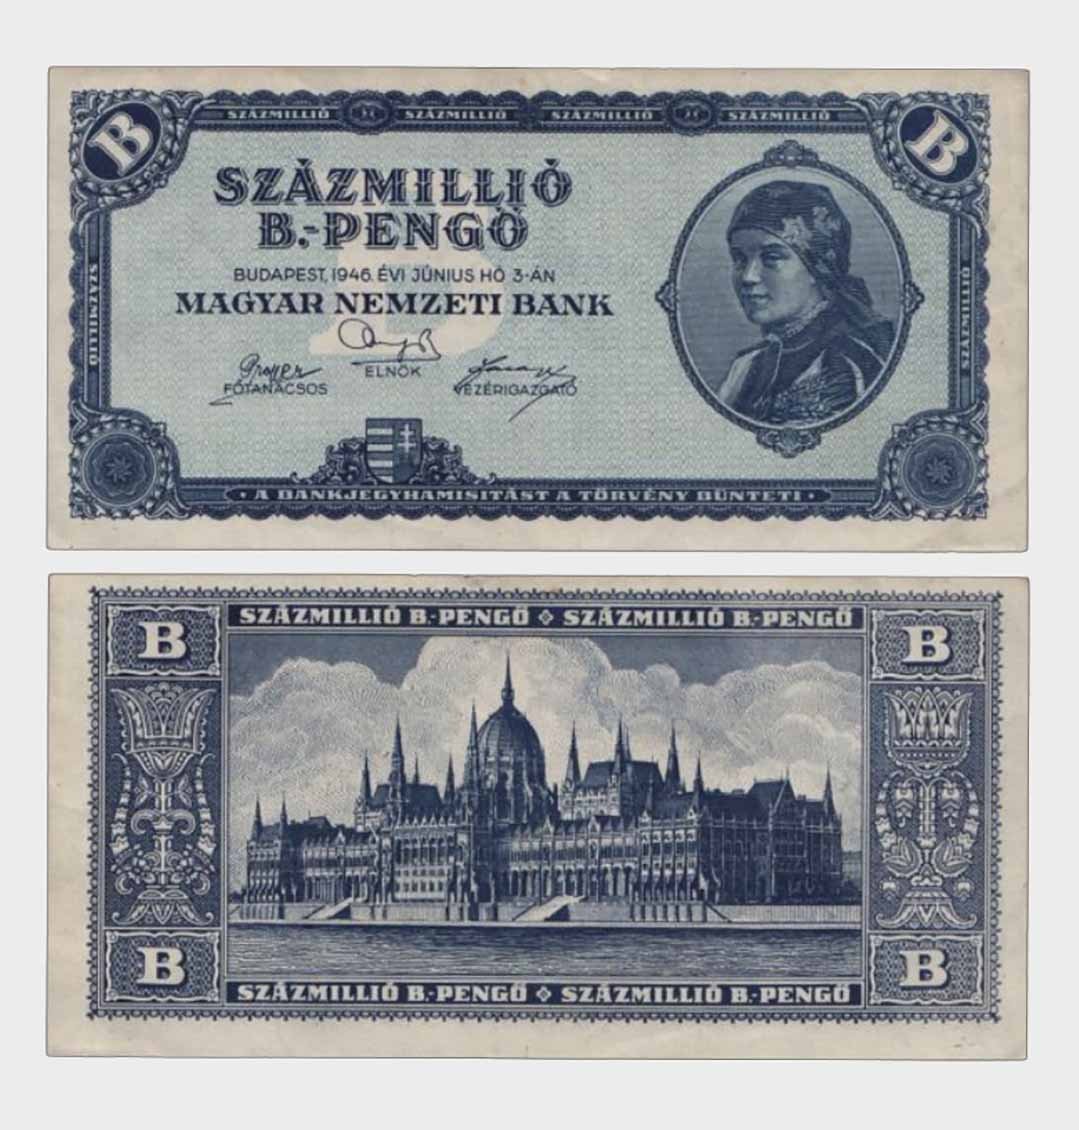 B SZÁZMILLIÓ SZÁZMILLIÓ SZÁZMILLIÓ SZÁZMILLIÓ B
SZÁZMILLIÓ
B.-PENGŐ
BUDAPEST, 1946. ÉVI JÚNIUS HÓ 3-ÁN
MAGYAR NEMZETI BANK
SZÁZMILLIÓ
SZÁZMILLIÓ
ELNÖK
FŐTANÁCSOS VEZÉRIGAZGATÓ
• A BANKJEGYHAMISITÁST A TÖRVÉNY BÜNTETI •
SZÁZMILLIÓ B.-PENGŐ SZÁZMILLIÓ B.-PENGŐ
B B
B B
SZÁZMILLIÓ B.-PENGŐ SZÁZMILLIÓ B.-PENGŐ